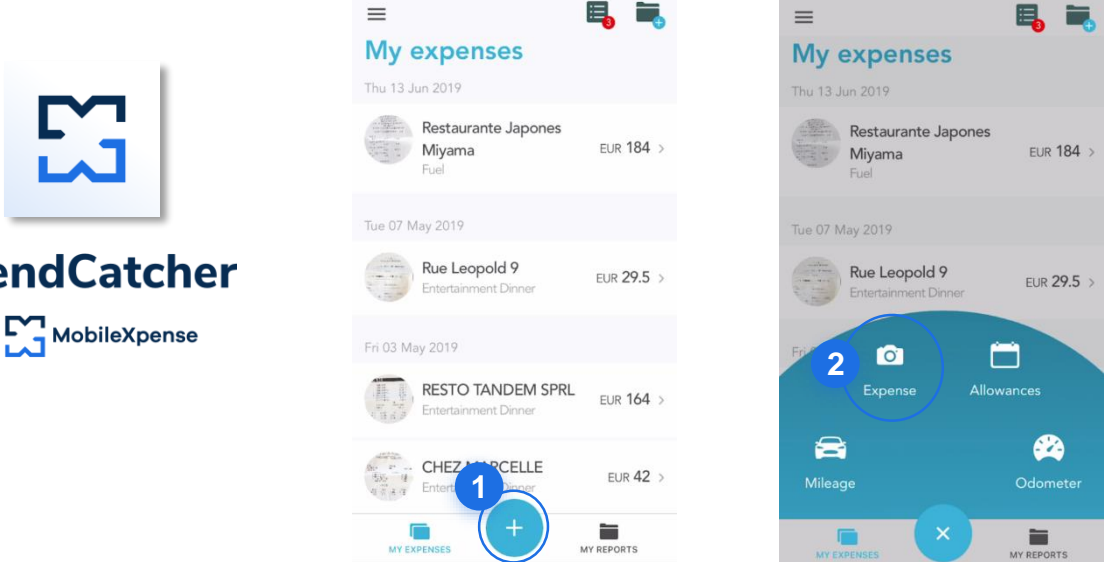 endCatcher
MobileXpense
3
My expenses
Thu 13 Jun 2019
Restaurante Japones
Miyama
Fuel
EUR 184
Tue 07 May 2019
Rue Leopold 9
Entertainment Dinner
EUR 29.5
Fri 03 May 2019
RESTO TANDEM SPRL
Entertainment Dinner
EUR 164
EUR 42
1
+
MY EXPENSES
MY REPORTS
3
My expenses
Thu 13 Jun 2019
Restaurante Japones
Miyama
Fuel
EUR 184
Tue 07 May 2019
Rue Leopold 9
Entertainment Dinner
EUR 29.5
Fri
2
Expense
Allowances
Mileage
Odometer
MY EXPENSES
MY REPORTS